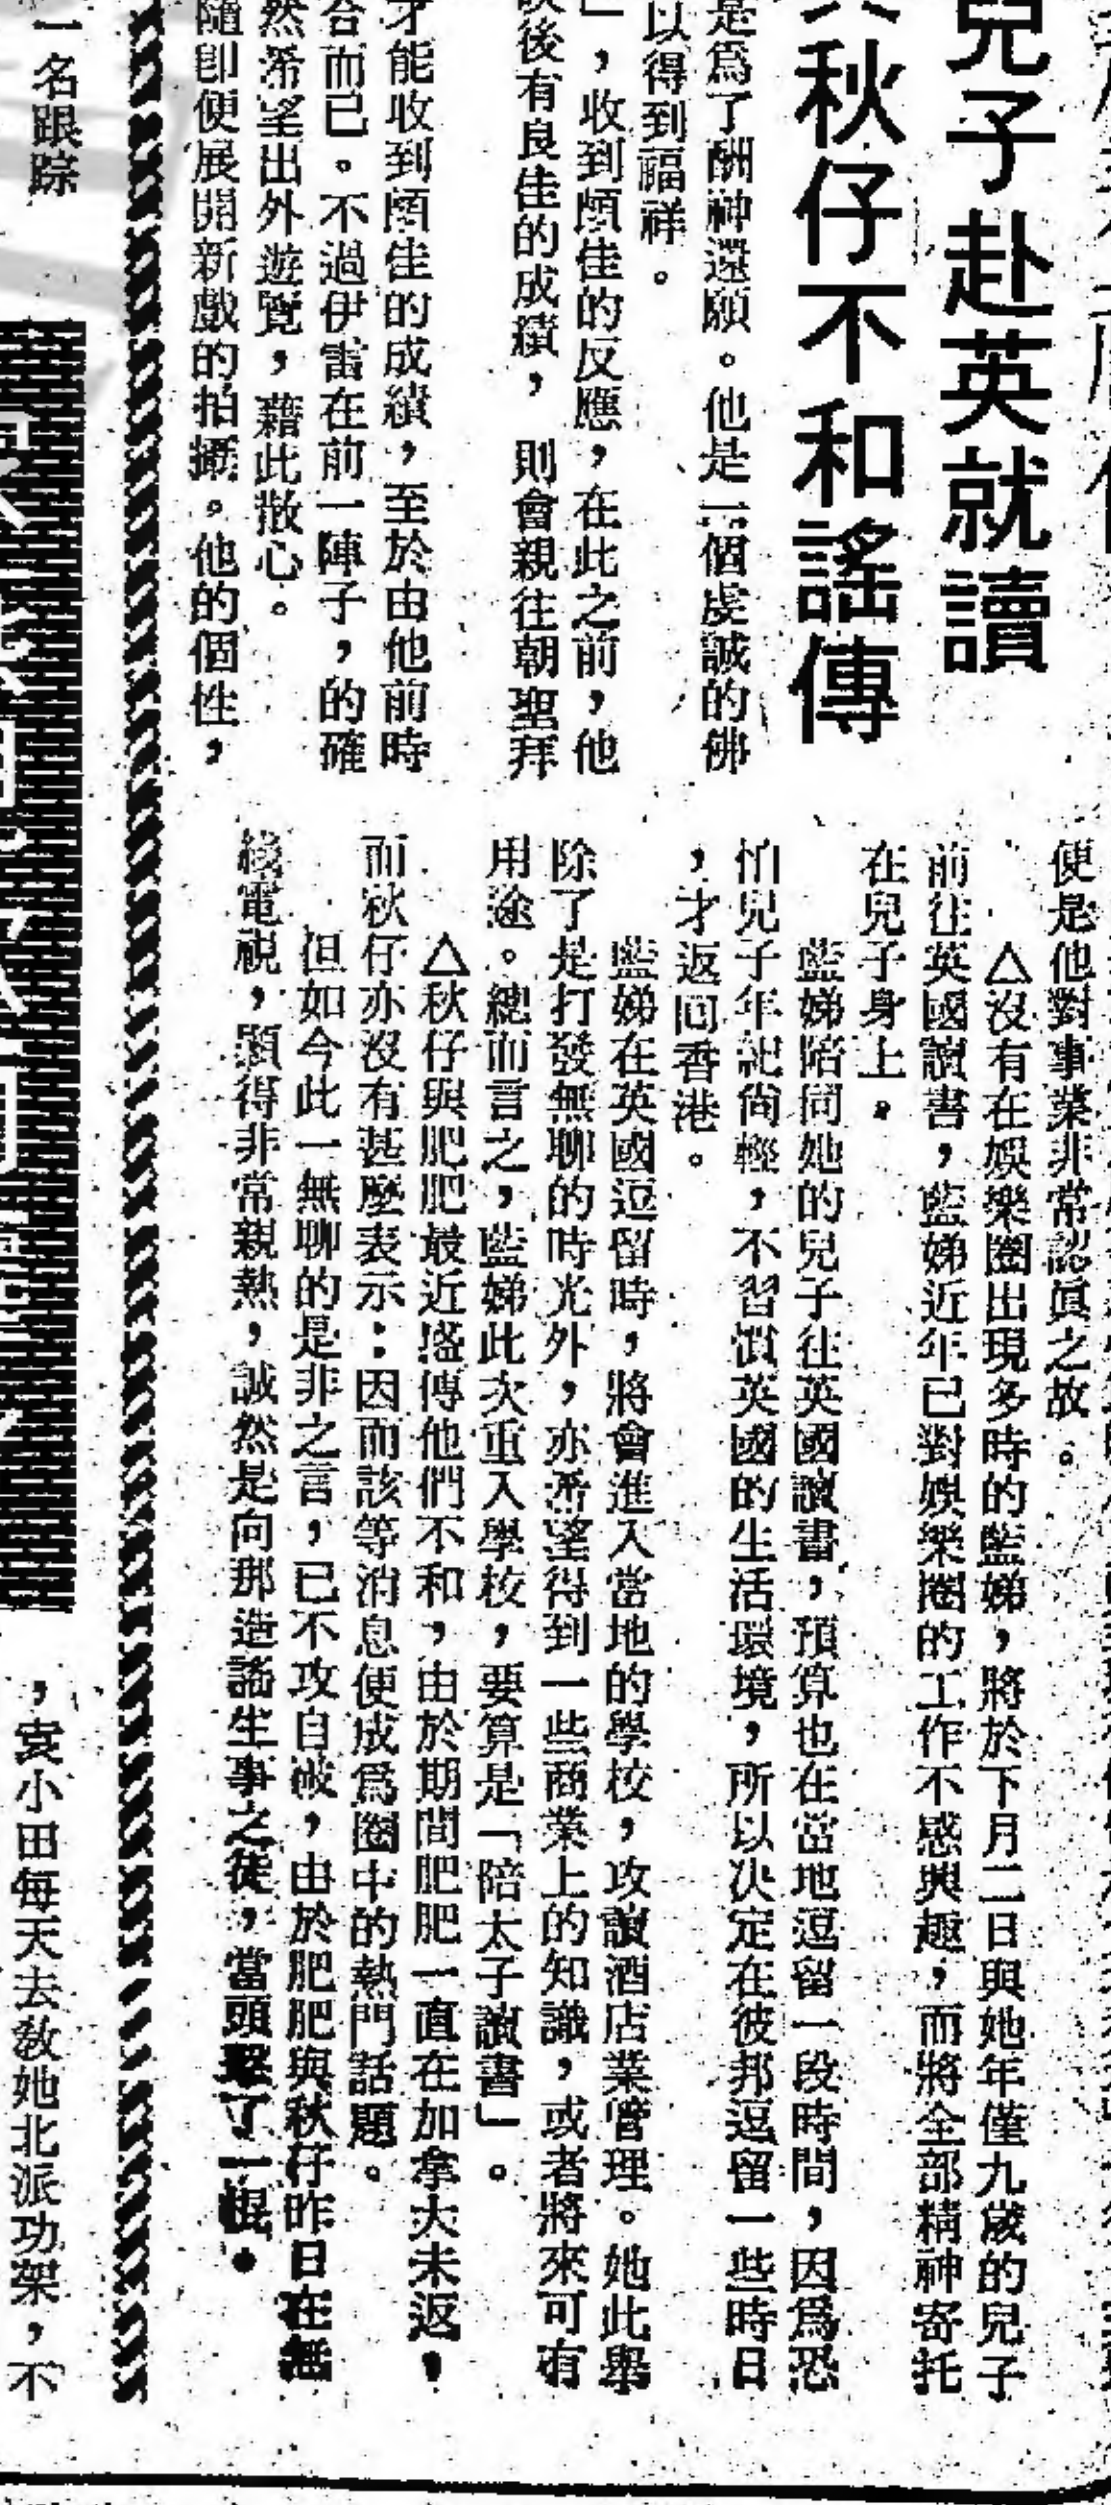 兒子赴英就讀
秋仔不和謠傳
是爲了酬神還願。他是一個虔誠的佛
以得到福祥。
」,收到頗佳的反應,在此之前,他
後有良佳的成績,則會親往朝聖拜
才能收到頗佳的成績,至於由他前時
合而已。不過伊雷在前一陣子,的確
然希望出外遊覽,藉此散心。
隨卽便展開新戲的拍攝。他的個性,
便是他對事業非常認眞之故。
△沒有在娛樂圈出現多時的藍娣,將於下月二日與她年僅九歲的兒子
前往英國讀書,藍娣近年已對娛樂圈的工作不感興趣,而將全部精神寄托
在兒子身上。
藍娣陪同她的兒子往英國讀書,預算也在當地逗留一段時間,因爲恐
怕兒子年紀尙輕,不習慣英國的生活環境,所以決定在彼邦逗留一些時日
,才返囘香港。
藍娣在英國逗留時,將會進入當地的學校,攻讀酒店業管理。她此舉
除了是打發無聊的時光外,亦希望得到一些商業上的知識,或者將來可有
用途。總而言之,藍娣此次重入學校,要算是「陪太子讀書」。
△秋仔與肥肥最近盛傳他們不和,由於期間肥肥一直在加拿大未返,
而秋仔亦沒有甚麼表示:因而該等消息便成爲圈中的熱門話題。
但如今此一無聊的是非之言,已不攻自破,由於肥肥與秋仔昨日在無
綫電視,顯得非常親熱,誠然是向那造謠生事之徒,當頭了一棍。
一名跟踪
,袁小田每天去敎她北派功架,不